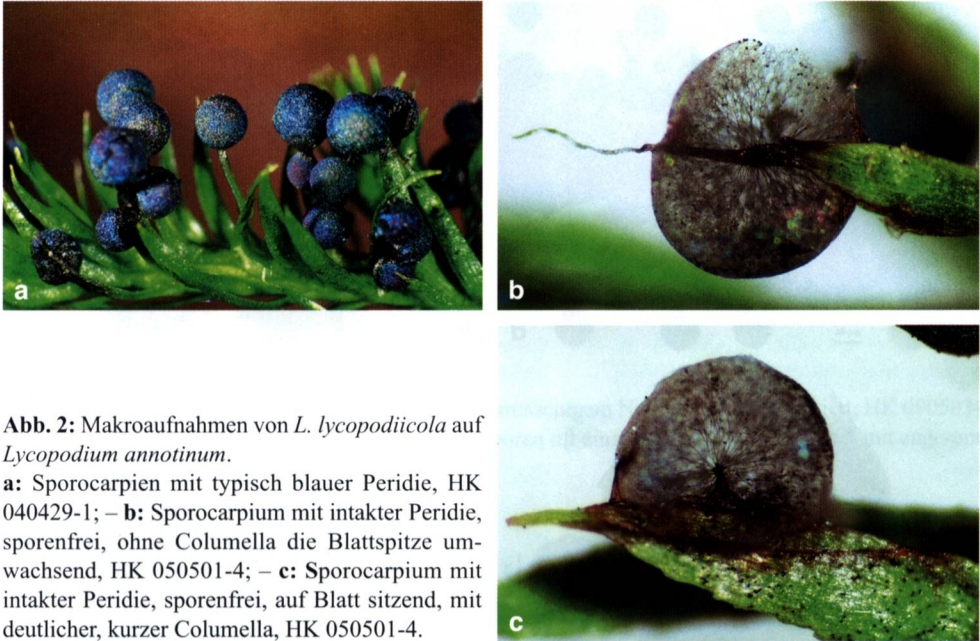 a
b
c
Abb. 2: Makroaufnahmen von L. lycopodiicola auf
Lycopodium annotinum.
a: Sporocarpien mit typisch blauer Peridie, HK
040429-1; – b: Sporocarpium mit intakter Peridie,
sporenfrei, ohne Columella die Blattspitze um-
wachsend, HK 050501-4; – c: Sporocarpium mit
intakter Peridie, sporenfrei, auf Blatt sitzend, mit
deutlicher, kurzer Columella, HK 050501-4.